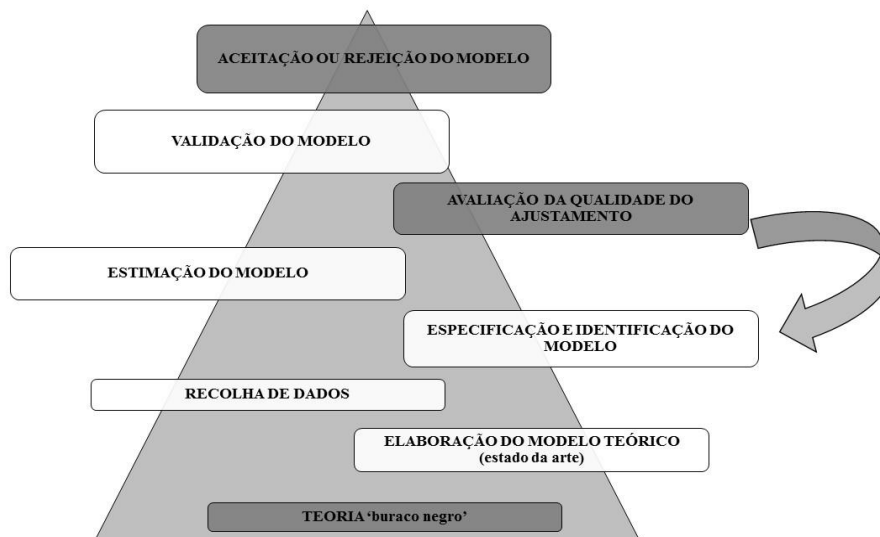 ACEITAÇÃO OU REJEIÇÃO DO MODELO
VALIDAÇÃO DO MODELO
AVALIAÇÃO DA QUALIDADE DO
AJUSTAMENTO
ESTIMAÇÃO DO MODELO
ESPECIFICAÇÃO E IDENTIFICAÇÃO DO
MODELO
RECOLHA DE DADOS
ELABORAÇÃO DO MODELO TEÓRICO
(estado da arte)
TEORIA ‘buraco negro’